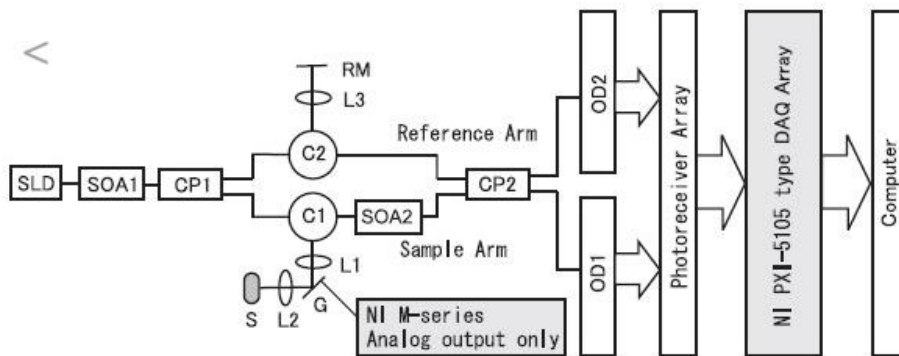 RM
L3
Reference Arm
C2
SLD
SOA1
CP1
CP2
C1
SOA2
Sample Arm
L1
S
L2
G
NI M-series
Analog output only
OD2
OD1
Photoreceiver Array
NI PXI-5105 type DAQ Array
Computer